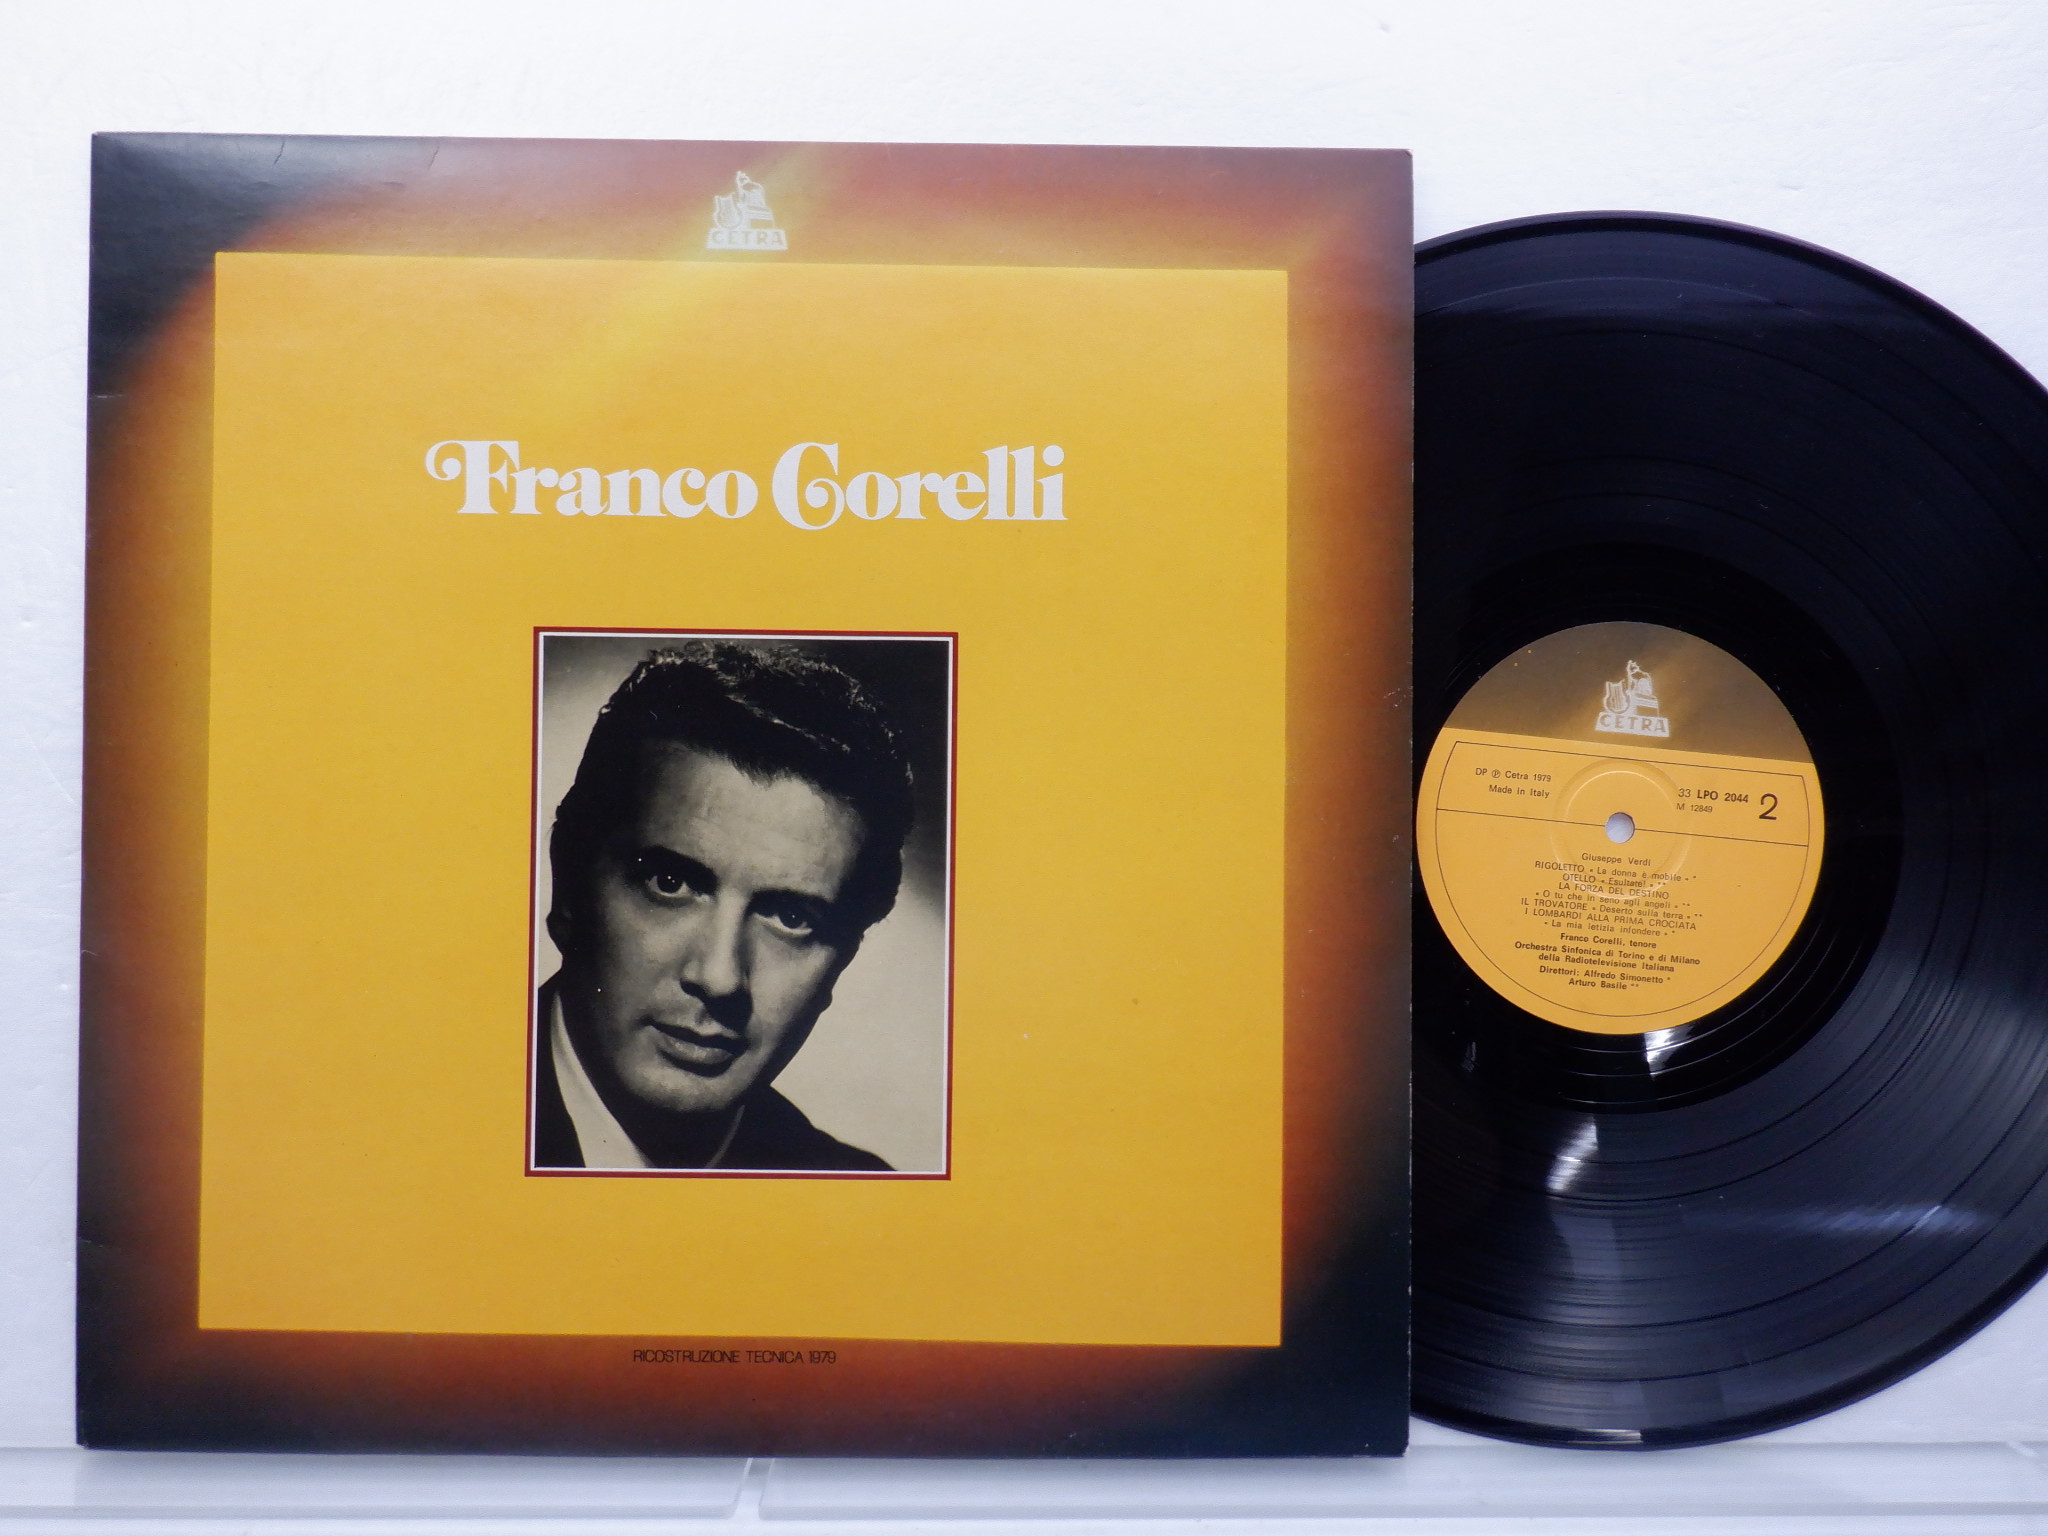 CETRA
Franco Corelli
RICOSTRUZIONE TECNICA 1979
CETRA
DP ℗ Cetra 1979
Made in Italy
33 LPO 2044 2
M 12849
Giuseppe Verdi
RIGOLETTO « La donna è mobile » *
OTELLO « Esultate! » **
LA FORZA DEL DESTINO
« O tu che in seno agli angeli » **
IL TROVATORE « Deserto sulla terra » **
I LOMBARDI ALLA PRIMA CROCIATA
« La mia letizia infondere » *
Franco Corelli, tenore
Orchestra Sinfonica di Torino e di Milano
della Radiotelevisione Italiana
Direttori: Alfredo Simonetto *
Arturo Basile **